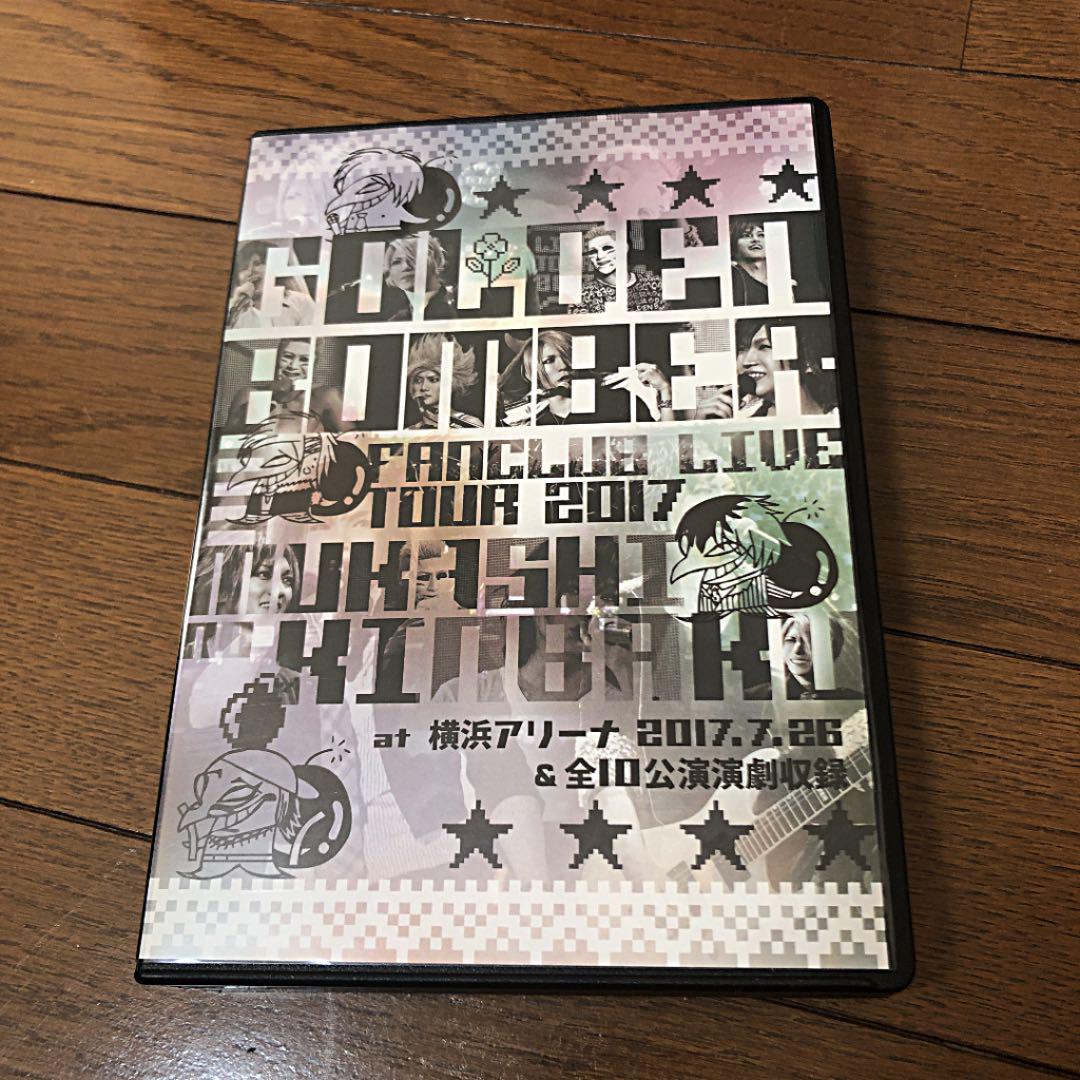 GOLDEN
BOMBER
FANCLUB LIVE
TOUR 2017
MUKASHI
KINBAKU
at 横浜アリーナ 2017.7.26
& 全10公演演劇収録